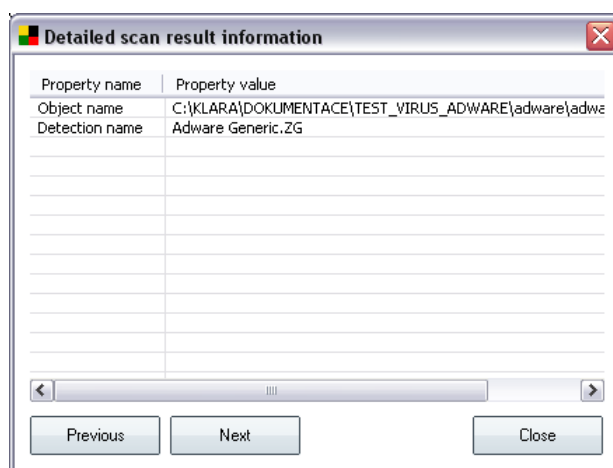 Detailed scan result information
Property name Property value
Object name C:\KLARA\DOKUMENTACE\TEST_VIRUS_ADWARE\adware\adwa
Detection name Adware Generic.ZG
Previous Next Close